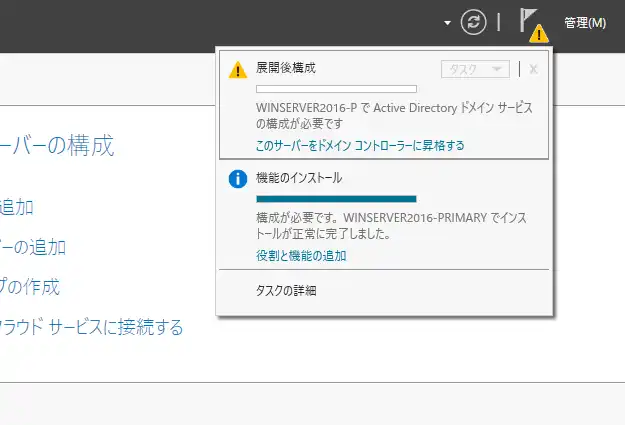 管理(M)
展開後構成
タスク
X
WINSERVER2016-P で Active Directory ドメイン サービス
の構成が必要です
このサーバーをドメイン コントローラーに昇格する
機能のインストール
構成が必要です。WINSERVER2016-PRIMARY でインス
トールが正常に完了しました。
役割と機能の追加
タスクの詳細
ーバーの構成
追加
ーの追加
プの作成
クラウド サービスに接続する